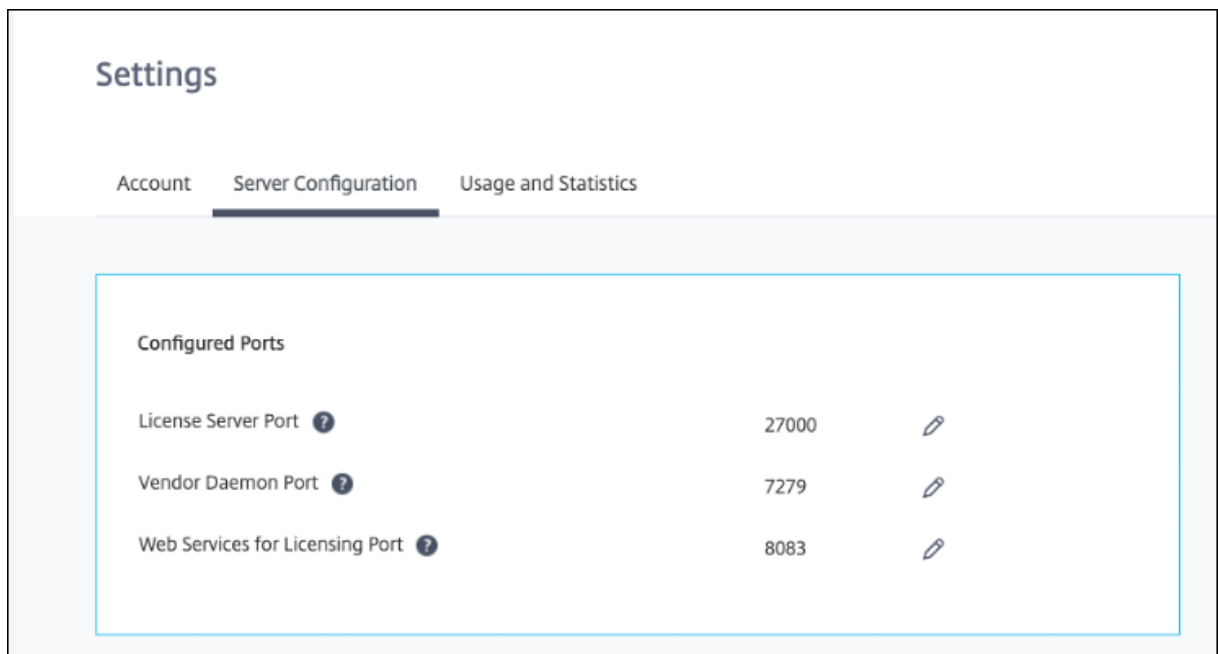 Settings
Account Server Configuration Usage and Statistics
Configured Ports
License Server Port ? 27000
Vendor Daemon Port ? 7279
Web Services for Licensing Port ? 8083